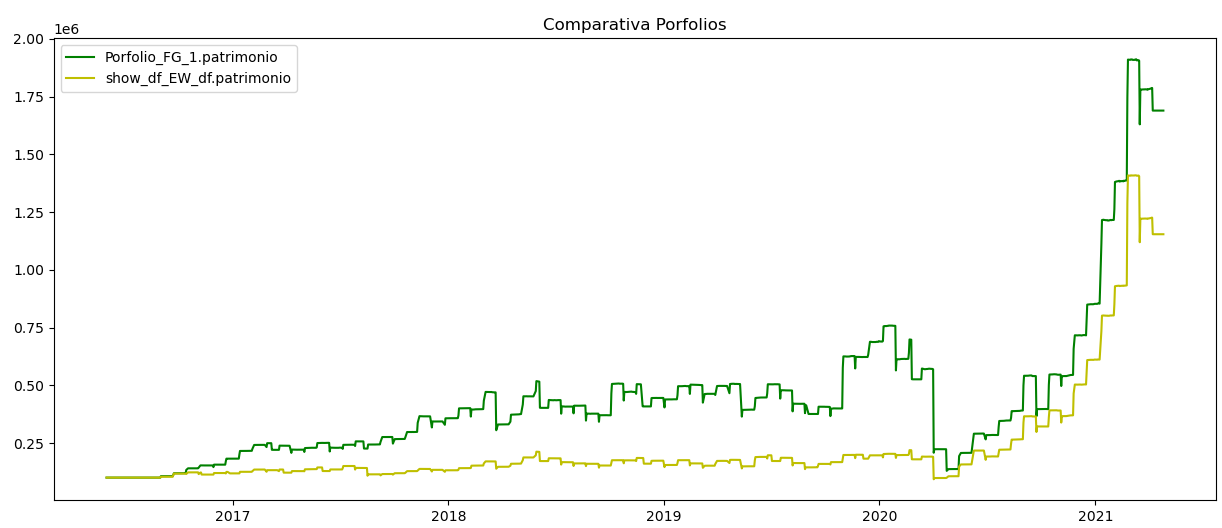 Comparativa Porfolios
1e6
2.00
1.75
1.50
1.25
1.00
0.75
0.50
0.25
Porfolio_FG_1.patrimonio
show_df_EW_df.patrimonio
2017 2018 2019 2020 2021